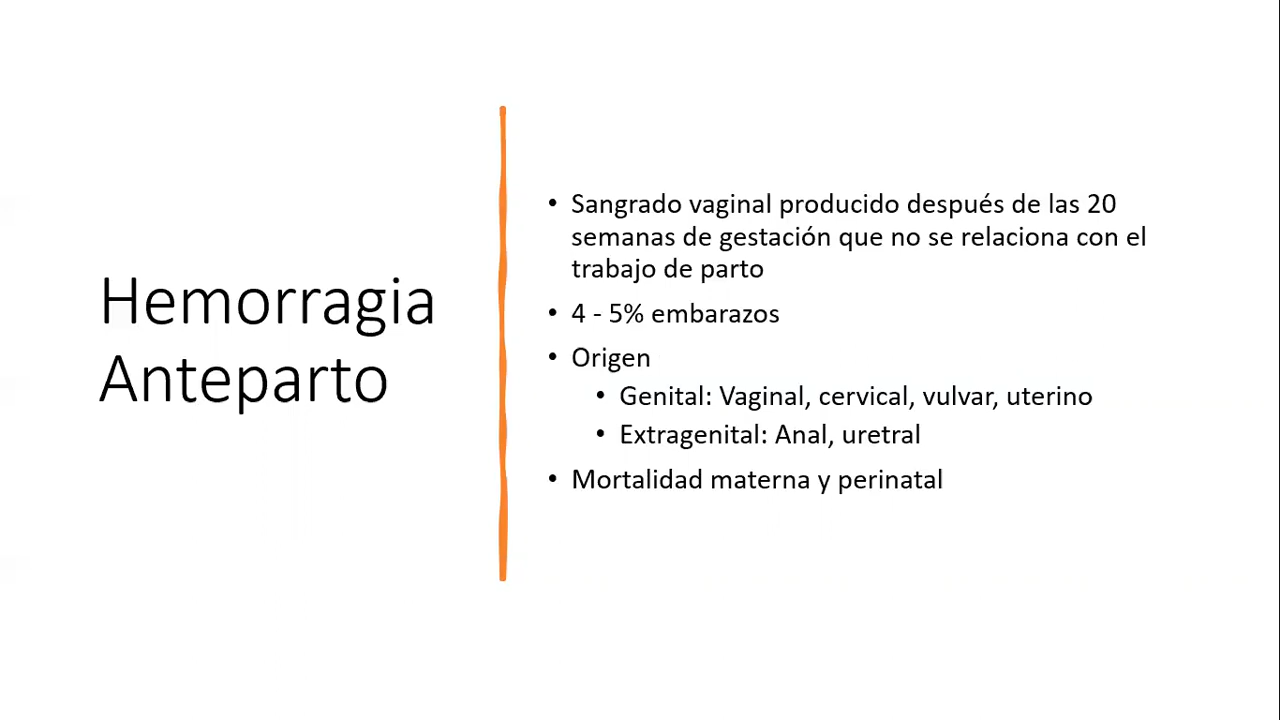 Hemorragia
Anteparto
• Sangrado vaginal producido después de las 20
semanas de gestación que no se relaciona con el
trabajo de parto
• 4 - 5% embarazos
• Origen
• Genital: Vaginal, cervical, vulvar, uterino
• Extragenital: Anal, uretral
• Mortalidad materna y perinatal